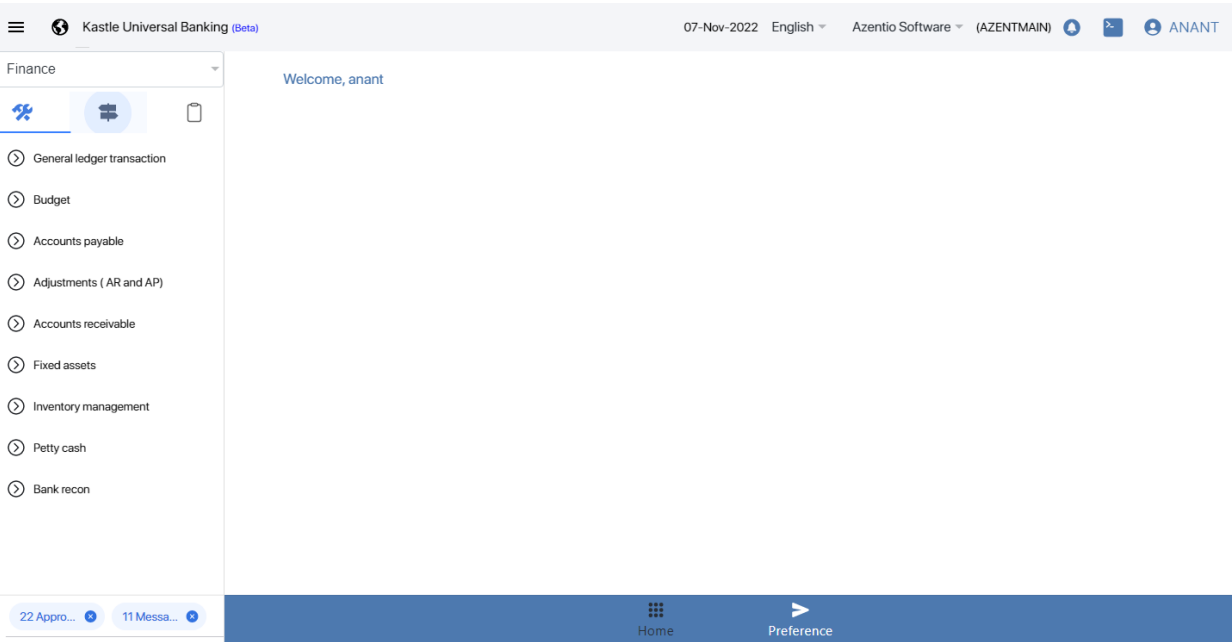 Kastle Universal Banking (Beta)
07-Nov-2022 English Azentio Software (AZENTMAIN) ANANT
Finance
Welcome, anant
General ledger transaction
Budget
Accounts payable
Adjustments ( AR and AP)
Accounts receivable
Fixed assets
Inventory management
Petty cash
Bank recon
22 Appro... 11 Messa...
Home Preference